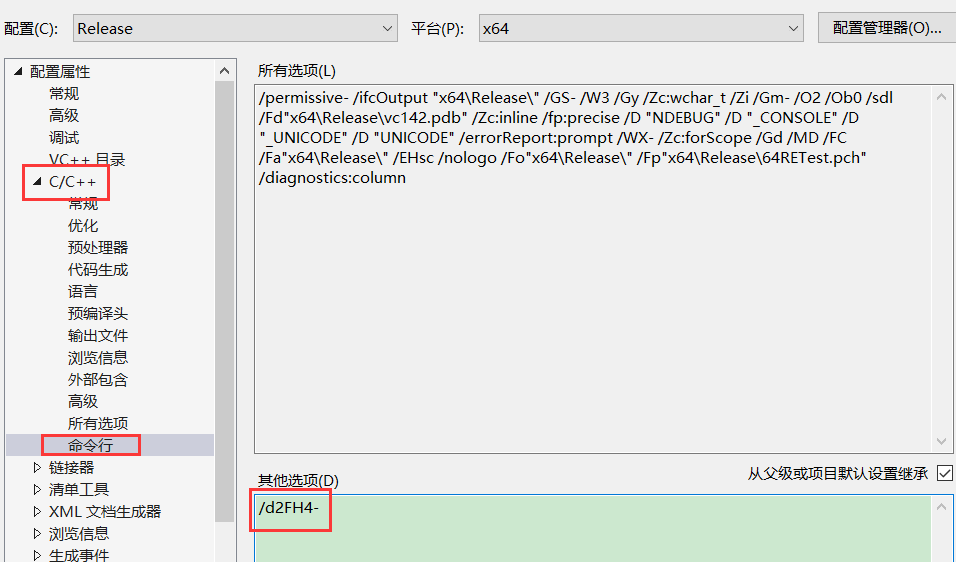 配置(C): Release 平台(P): x64 配置管理器(O)...
配置属性
常规
高级
调试
VC++ 目录
C/C++
常规
优化
预处理器
代码生成
语言
预编译头
输出文件
浏览信息
外部包含
高级
所有选项
命令行
链接器
清单工具
XML 文档生成器
浏览信息
生成事件
所有选项(L)
/permissive- /ifcOutput "x64\Release\" /GS- /W3 /Gy /Zc:wchar_t /Zi /Gm- /O2 /Ob0 /sdl
/Fd"x64\Release\vc142.pdb" /Zc:inline /fp:precise /D "NDEBUG" /D "_CONSOLE" /D
"_UNICODE" /D "UNICODE" /errorReport:prompt /WX- /Zc:forScope /Gd /MD /FC
/Fa"x64\Release\" /EHsc /nologo /Fo"x64\Release\" /Fp"x64\Release\64RETest.pch"
/diagnostics:column
从父级或项目默认设置继承
其他选项(D)
/d2FH4-